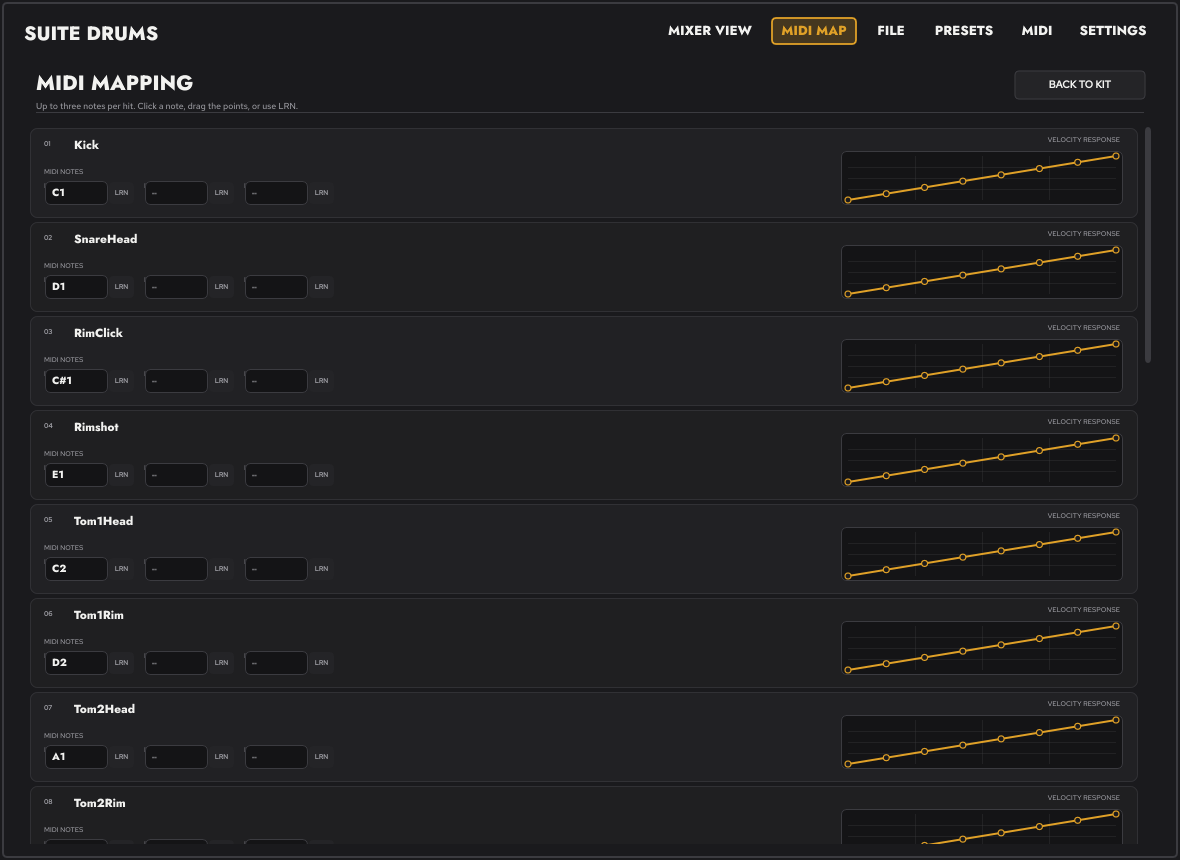 SUITE DRUMS
MIXER VIEW MIDI MAP FILE PRESETS MIDI SETTINGS
MIDI MAPPING
BACK TO KIT
Up to three notes per hit. Click a note, drag the points, or use LRN.
01 Kick VELOCITY RESPONSE
MIDI NOTES
C1 LRN – LRN – LRN
02 SnareHead VELOCITY RESPONSE
MIDI NOTES
D1 LRN – LRN – LRN
03 RimClick VELOCITY RESPONSE
MIDI NOTES
C#1 LRN – LRN – LRN
04 Rimshot VELOCITY RESPONSE
MIDI NOTES
E1 LRN – LRN – LRN
05 Tom1Head VELOCITY RESPONSE
MIDI NOTES
C2 LRN – LRN – LRN
06 Tom1Rim VELOCITY RESPONSE
MIDI NOTES
D2 LRN – LRN – LRN
07 Tom2Head VELOCITY RESPONSE
MIDI NOTES
A1 LRN – LRN – LRN
08 Tom2Rim VELOCITY RESPONSE
MIDI NOTES